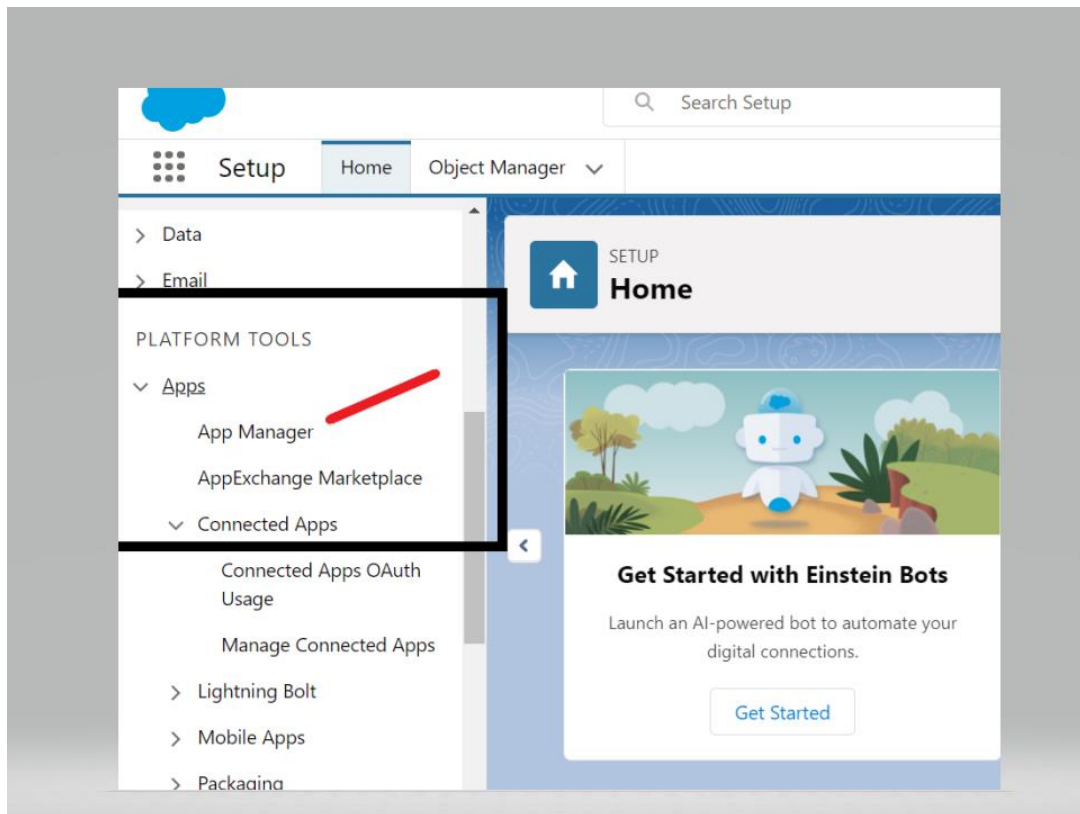 Search Setup
Setup
Home
Object Manager
Data
Email
PLATFORM TOOLS
Apps
App Manager
AppExchange Marketplace
Connected Apps
Connected Apps OAuth
Usage
Manage Connected Apps
Lightning Bolt
Mobile Apps
Packaging
SETUP
Home
Get Started with Einstein Bots
Launch an AI-powered bot to automate your
digital connections.
Get Started